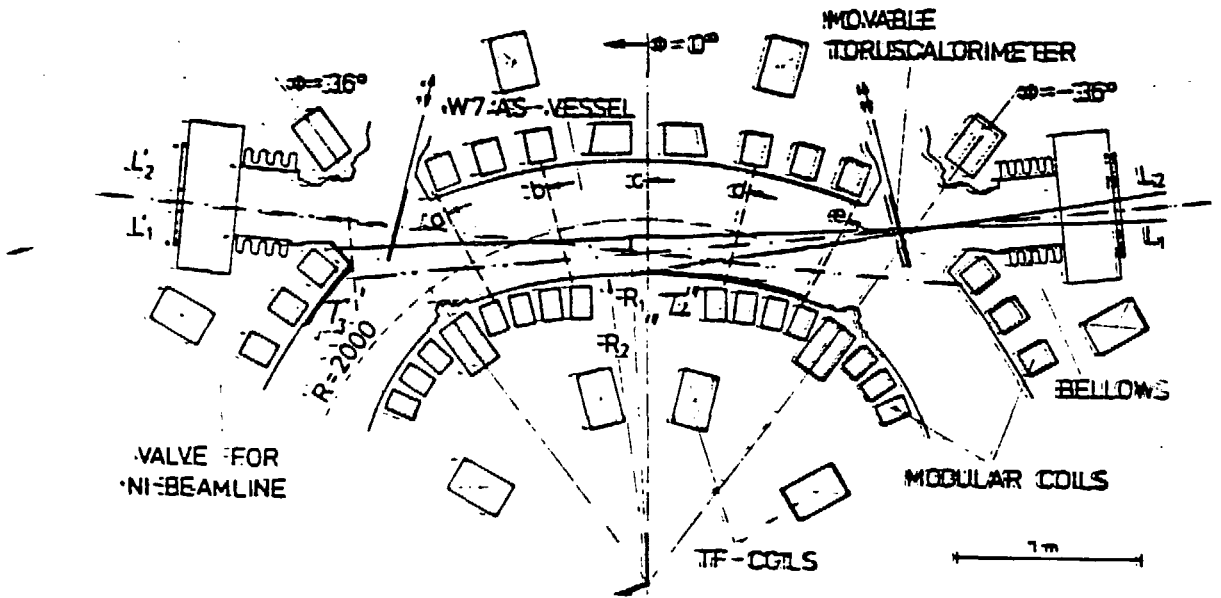 MOVABLE
TORUSCALORIMETER
Φ=0°
Φ=36°
Φ=-36°
W7-AS-VESSEL
L'2
L'1
L2
L1
a
b
c
d
e
R1
R2
R=2000
BELLOWS
VALVE FOR
NI-BEAMLINE
MODULAR COILS
TF-COILS
1m